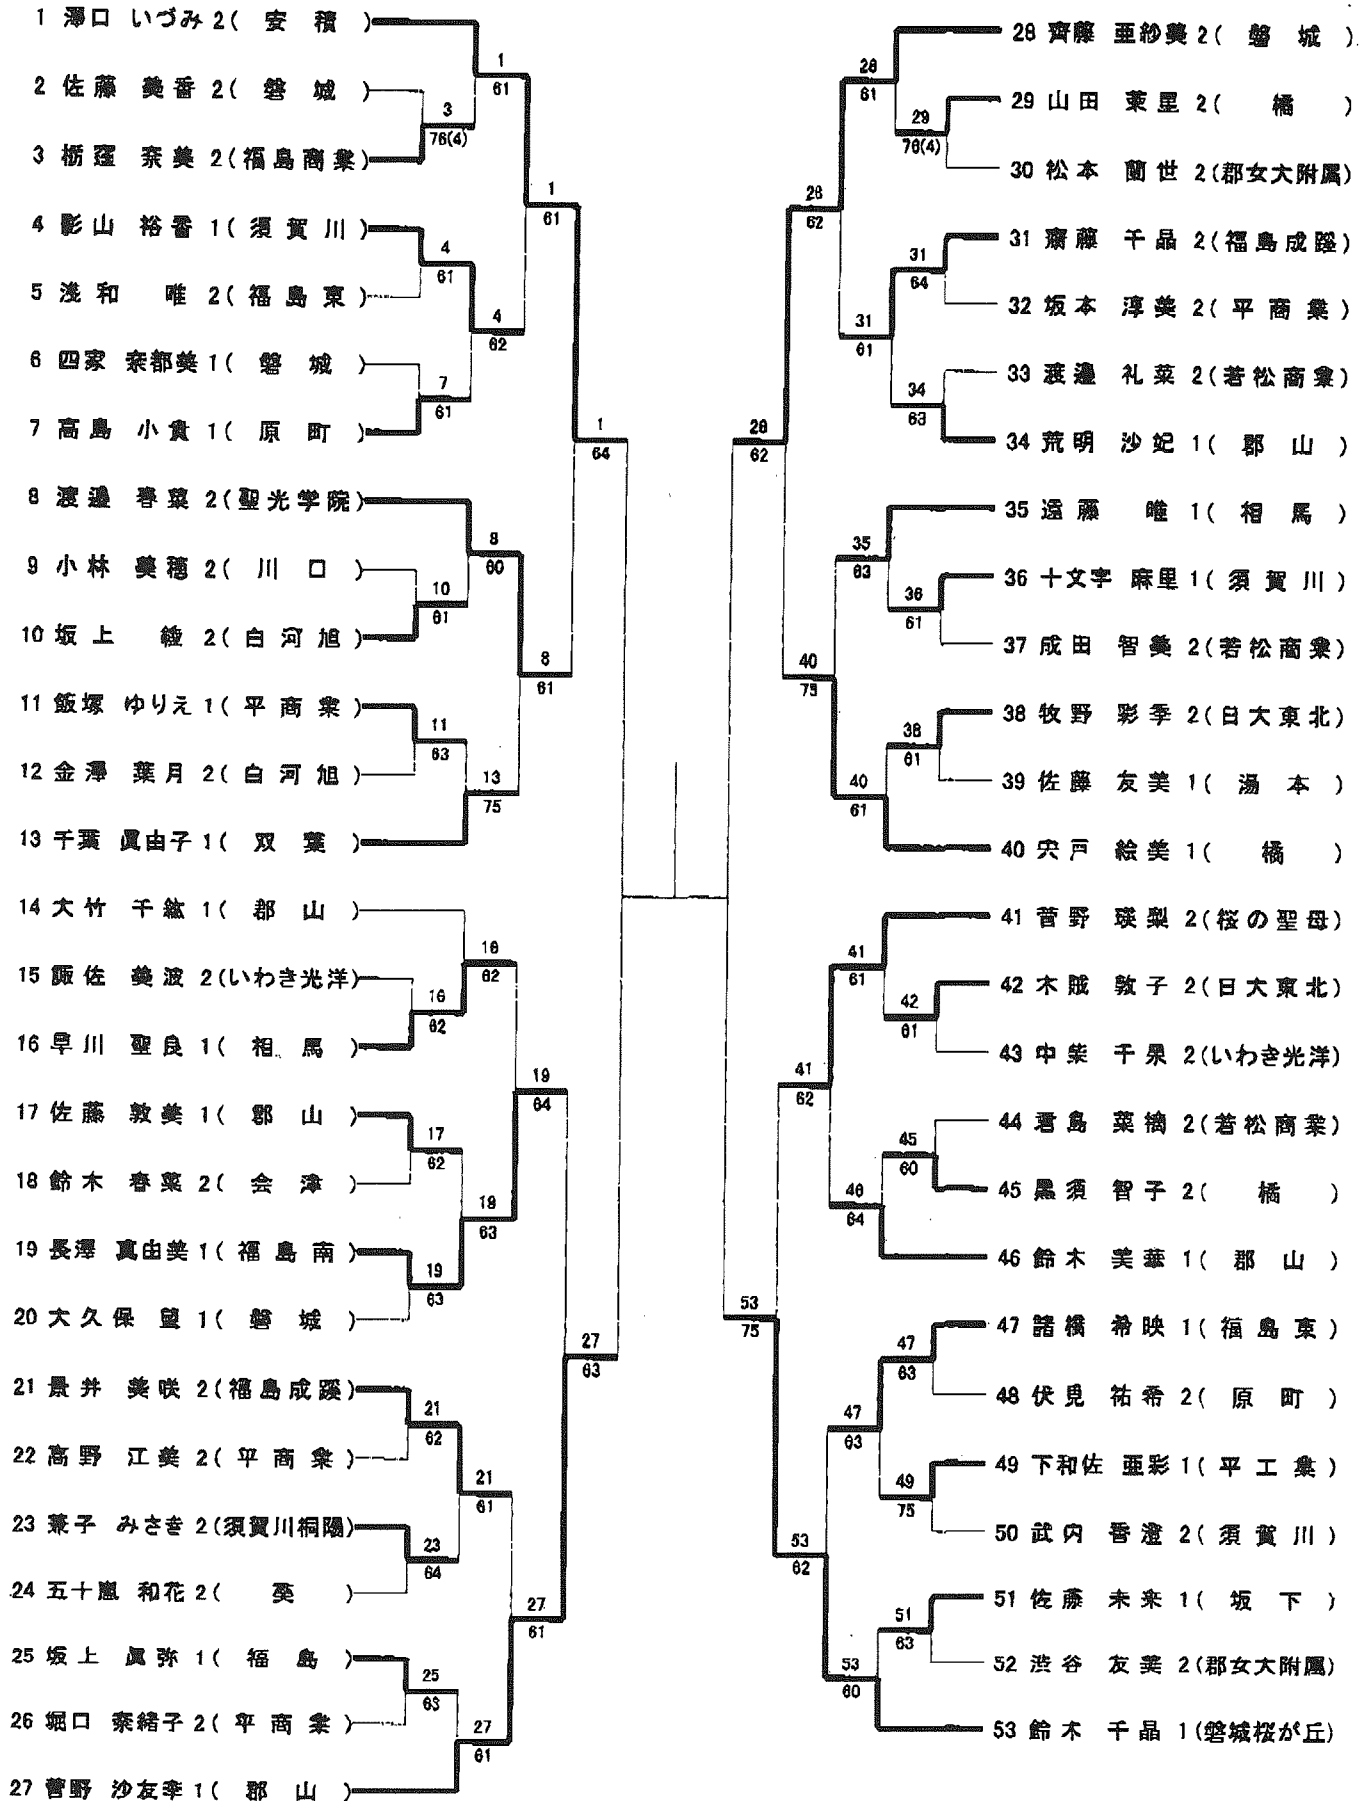 1 澤口 いづみ 2( 安 積 )
2 佐藤 美香 2( 磐 城 )
3 栃窪 奈美 2(福島商業)
4 影山 裕香 1( 須賀川 )
5 浅和 唯 2( 福島東 )
6 四家 奈都美 1( 磐 城 )
7 高島 小貴 1( 原 町 )
8 渡邊 春菜 2(聖光学院)
9 小林 美穂 2( 川 口 )
10 坂上 綾 2( 白河旭 )
11 飯塚 ゆりえ 1( 平商業 )
12 金澤 葉月 2( 白河旭 )
13 千葉 眞由子 1( 双 葉 )
14 大竹 千紘 1( 郡 山 )
15 諏佐 美波 2(いわき光洋)
16 早川 聖良 1( 相 馬 )
17 佐藤 敦美 1( 郡 山 )
18 鈴木 春菜 2( 会 津 )
19 長澤 真由美 1( 福島南 )
20 大久保 望 1( 磐 城 )
21 景井 美咲 2(福島成蹊)
22 高野 江美 2( 平商業 )
23 兼子 みさき 2(須賀川桐陽)
24 五十嵐 和花 2( 葵 )
25 坂上 眞弥 1( 福 島 )
26 堀口 奈緒子 2( 平商業 )
27 菅野 沙友李 1( 郡 山 )
1
61
3
76(4)
1
61
4
61
4
62
7
61
1
64
8
60
10
61
8
61
11
63
13
75
16
62
16
62
19
64
17
62
19
63
19
63
27
63
21
62
21
61
23
64
27
61
25
63
27
61
28
61
29
76(4)
28
62
31
64
31
61
34
63
28
62
35
63
36
61
40
75
38
61
40
61
41
61
42
61
41
62
45
60
46
64
53
75
47
63
47
63
49
75
53
62
51
63
53
60
28 齊藤 亜紗美 2( 磐 城 )
29 山田 茉里 2( 橘 )
30 松本 蘭世 2(郡女大附属)
31 齋藤 千晶 2(福島成蹊)
32 坂本 淳美 2( 平商業 )
33 渡邊 礼菜 2(若松商業)
34 荒明 沙妃 1( 郡 山 )
35 遠藤 唯 1( 相 馬 )
36 十文字 麻里 1( 須賀川 )
37 成田 智美 2(若松商業)
38 牧野 彩季 2(日大東北)
39 佐藤 友美 1( 湯 本 )
40 宍戸 絵美 1( 橘 )
41 菅野 瑛梨 2(桜の聖母)
42 木賊 敦子 2(日大東北)
43 中柴 千果 2(いわき光洋)
44 君島 菜摘 2(若松商業)
45 黒須 智子 2( 橘 )
46 鈴木 美華 1( 郡 山 )
47 諸橋 希映 1( 福島東 )
48 伏見 祐希 2( 原 町 )
49 下和佐 亜彩 1( 平工業 )
50 武内 香澄 2( 須賀川 )
51 佐藤 未来 1( 坂 下 )
52 渋谷 友美 2(郡女大附属)
53 鈴木 千晶 1(磐城桜が丘)